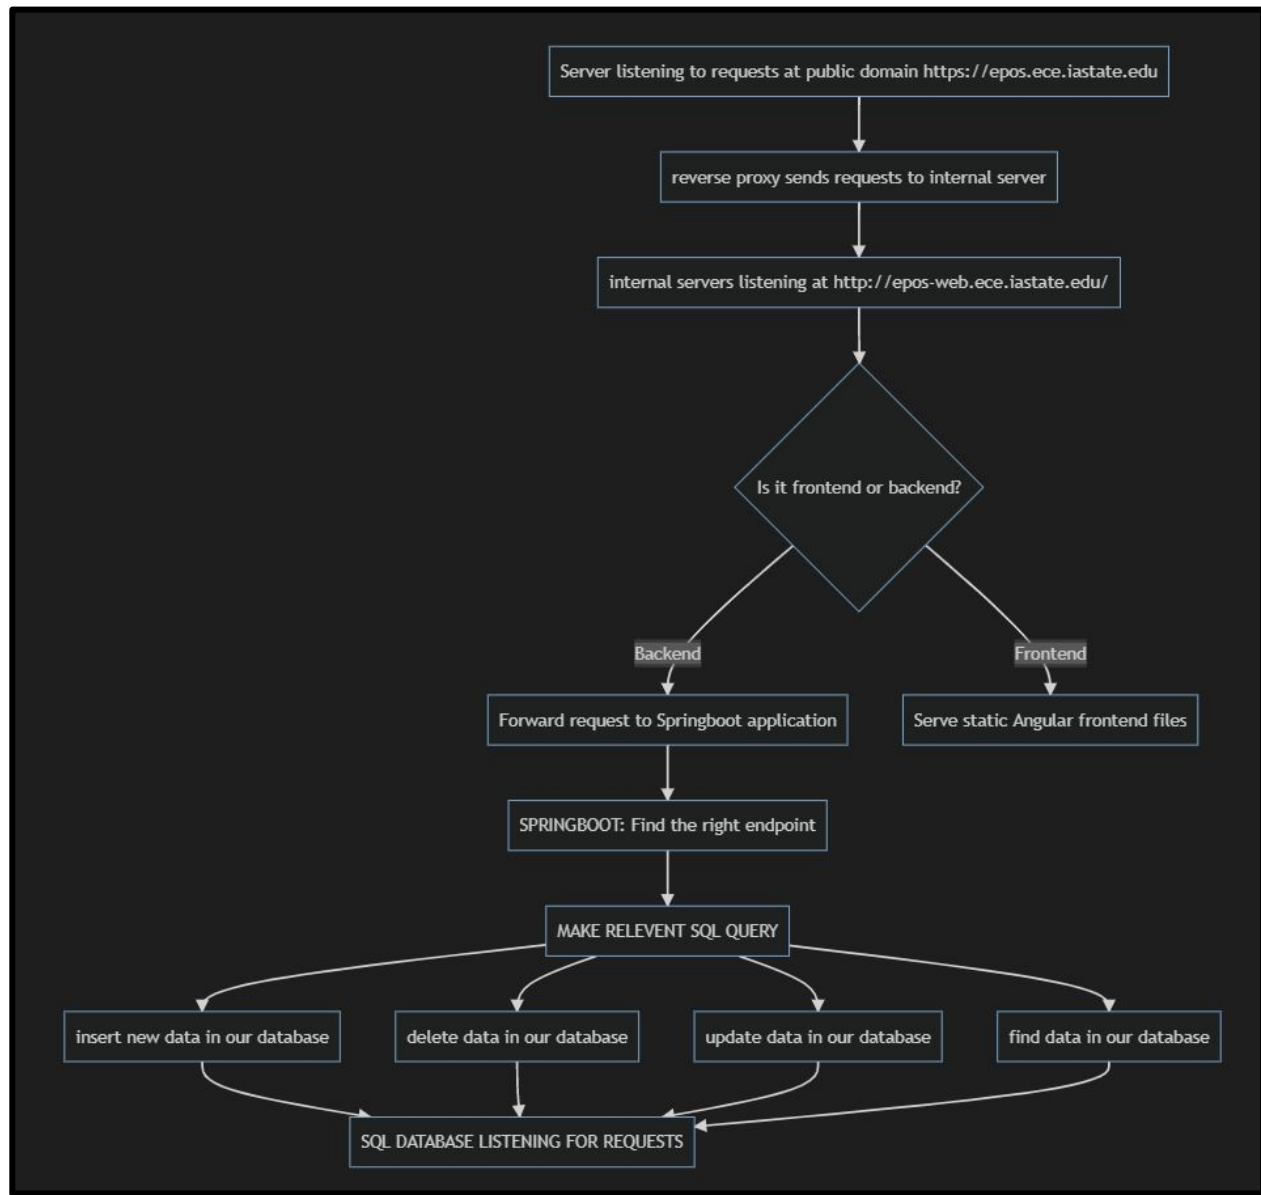 Server listening to requests at public domain https://epos.ece.iastate.edu
reverse proxy sends requests to internal server
internal servers listening at http://epos-web.ece.iastate.edu/
Is it frontend or backend?
Backend
Frontend
Forward request to Springboot application
Serve static Angular frontend files
SPRINGBOOT: Find the right endpoint
MAKE RELEVENT SQL QUERY
insert new data in our database
delete data in our database
update data in our database
find data in our database
SQL DATABASE LISTENING FOR REQUESTS